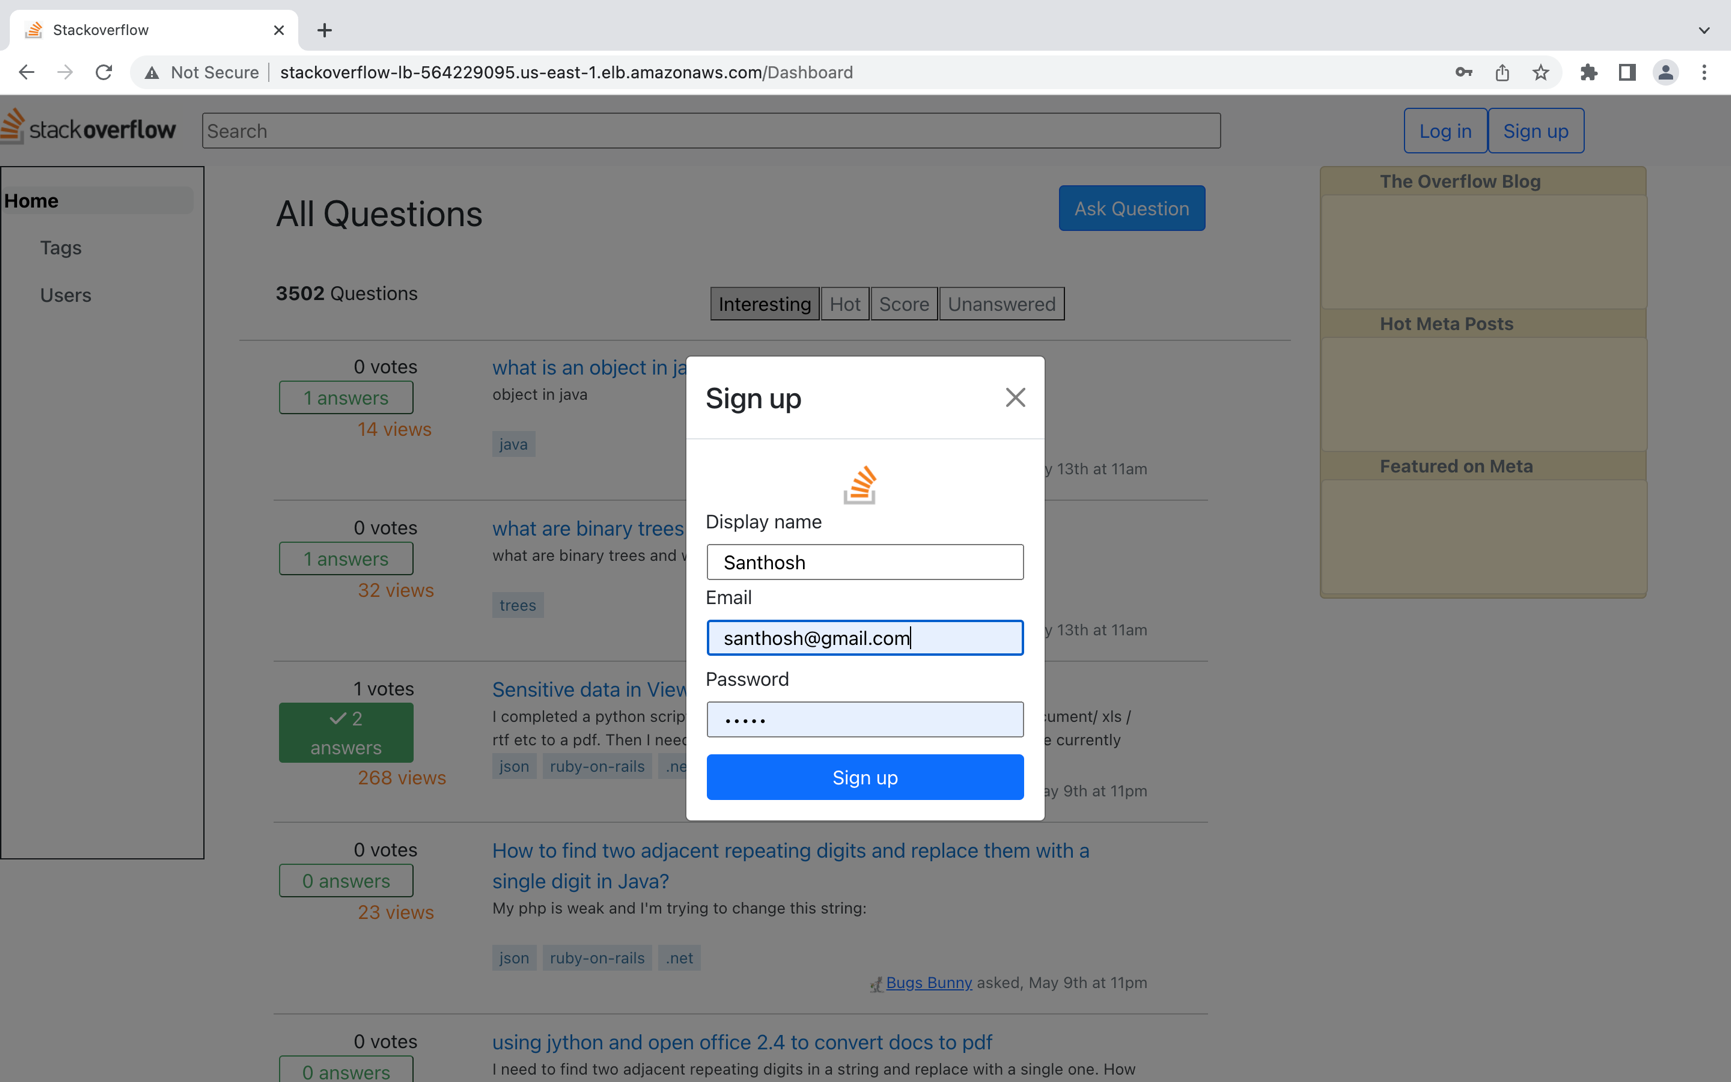 Stackoverflow
Not Secure stackoverflow-lb-564229095.us-east-1.elb.amazonaws.com/Dashboard
stackoverflow Search Log in Sign up
Home
Tags
Users
All Questions Ask Question
3502 Questions Interesting Hot Score Unanswered
0 votes
1 answers
14 views
what is an object in ja
object in java
java
y 13th at 11am
0 votes
1 answers
32 views
what are binary trees
what are binary trees and w
trees
y 13th at 11am
1 votes
2
answers
268 views
Sensitive data in View
I completed a python scrip cument/ xls /
rtf etc to a pdf. Then I need e currently
json ruby-on-rails .ne
ay 9th at 11pm
0 votes
0 answers
23 views
How to find two adjacent repeating digits and replace them with a
single digit in Java?
My php is weak and I'm trying to change this string:
json ruby-on-rails .net
Bugs Bunny asked, May 9th at 11pm
0 votes
0 answers
using jython and open office 2.4 to convert docs to pdf
I need to find two adjacent repeating digits in a string and replace with a single one. How
Sign up
Display name
Santhosh
Email
santhosh@gmail.com
Password
•••••
Sign up
The Overflow Blog
Hot Meta Posts
Featured on Meta